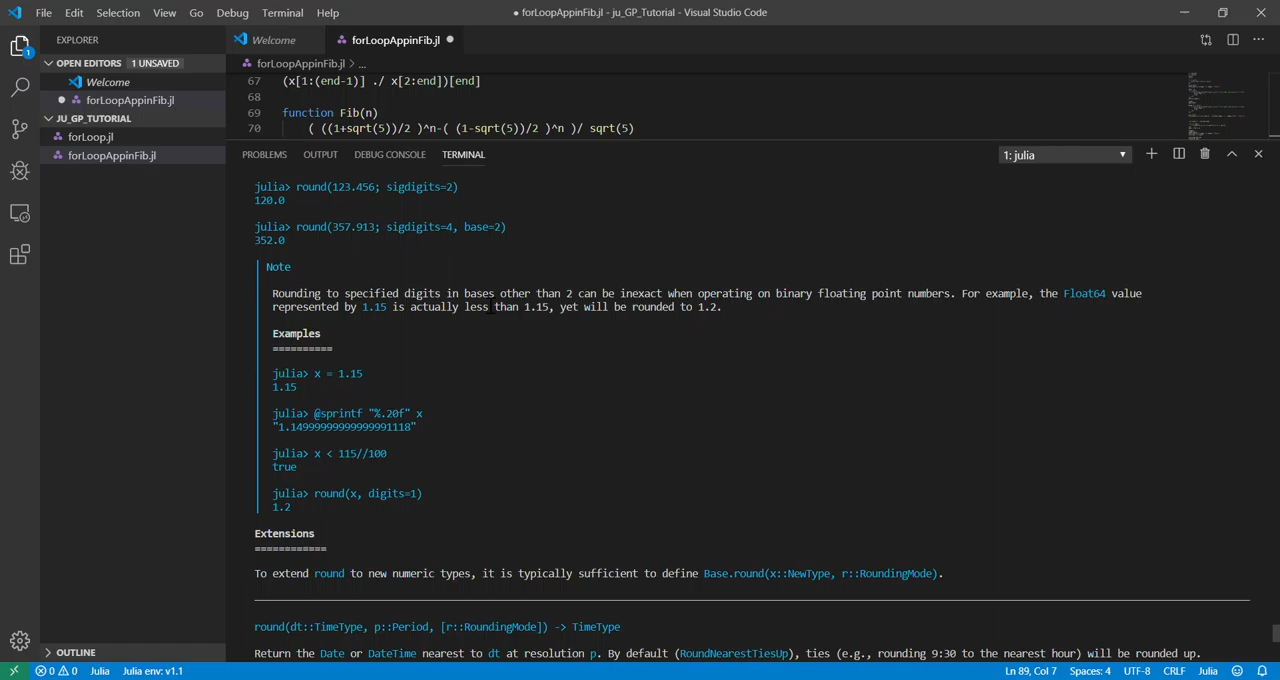 File Edit Selection View Go Debug Terminal Help
● forLoopAppinFib.jl - ju_GP_Tutorial - Visual Studio Code
EXPLORER
Welcome
forLoopAppinFib.jl ●
OPEN EDITORS 1 UNSAVED
forLoopAppinFib.jl > ...
Welcome
67 (x[1:(end-1)] ./ x[2:end])[end]
● forLoopAppinFib.jl
68
JU_GP_TUTORIAL
69 function Fib(n)
forLoop.jl
70 ( ((1+sqrt(5))/2 )^n-( (1-sqrt(5))/2 )^n )/ sqrt(5)
forLoopAppinFib.jl
PROBLEMS OUTPUT DEBUG CONSOLE TERMINAL
1: julia
julia> round(123.456; sigdigits=2)
120.0
julia> round(357.913; sigdigits=4, base=2)
352.0
Note
Rounding to specified digits in bases other than 2 can be inexact when operating on binary floating point numbers. For example, the Float64 value
represented by 1.15 is actually less than 1.15, yet will be rounded to 1.2.
Examples
==========
julia> x = 1.15
1.15
julia> @sprintf "%.20f" x
"1.14999999999999991118"
julia> x < 115//100
true
julia> round(x, digits=1)
1.2
Extensions
============
To extend round to new numeric types, it is typically sufficient to define Base.round(x::NewType, r::RoundingMode).
round(dt::TimeType, p::Period, [r::RoundingMode]) -> TimeType
Return the Date or DateTime nearest to dt at resolution p. By default (RoundNearestTiesUp), ties (e.g., rounding 9:30 to the nearest hour) will be rounded up.
OUTLINE
0 0 Julia Julia env: v1.1
Ln 89, Col 7 Spaces: 4 UTF-8 CRLF Julia